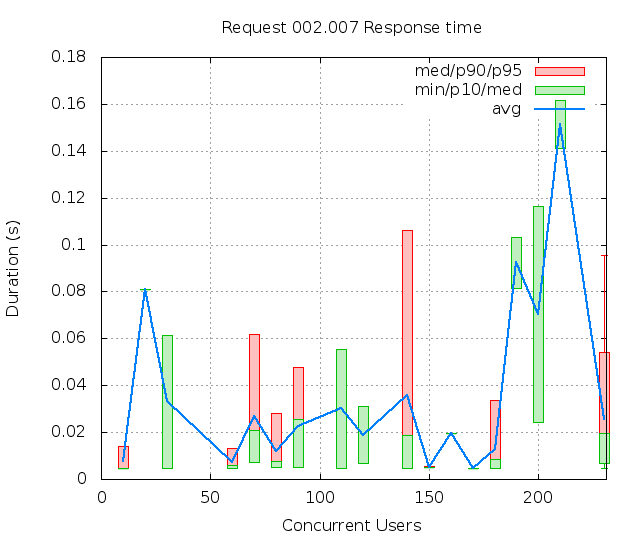 Request 002.007 Response time
med/p90/p95
min/p10/med
avg
Duration (s)
0.18
0.16
0.14
0.12
0.1
0.08
0.06
0.04
0.02
0
0 50 100 150 200
Concurrent Users